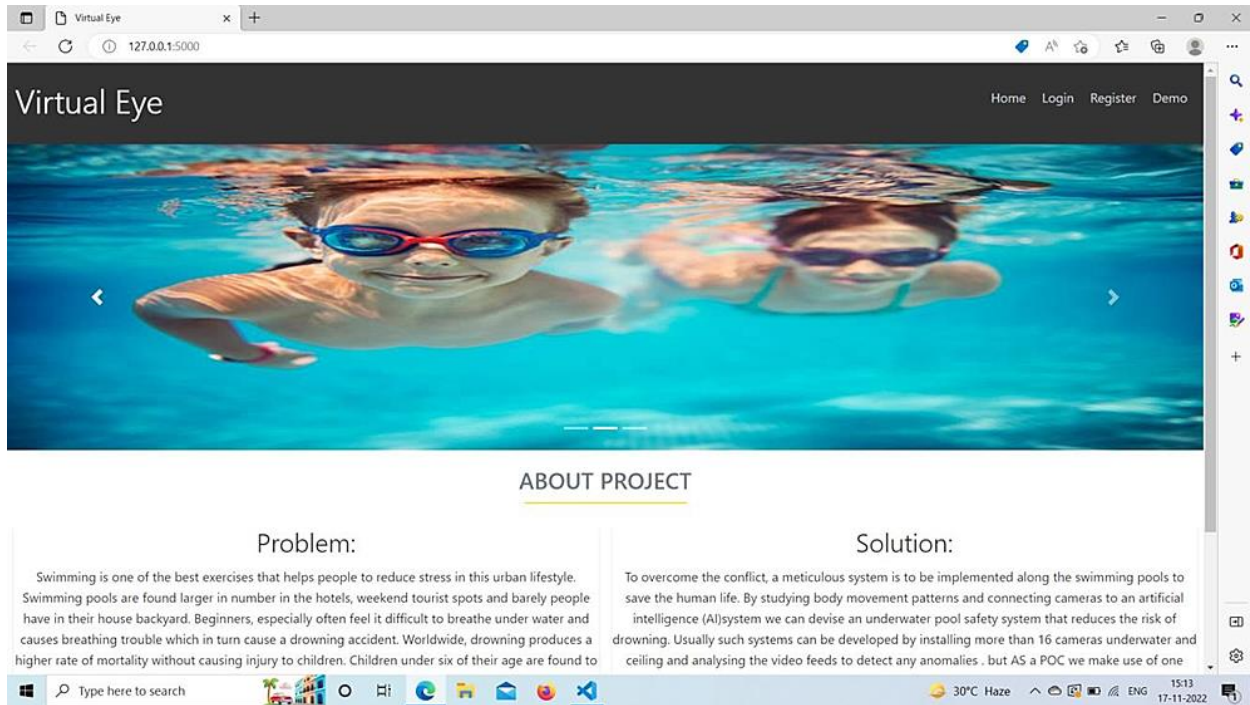 Virtual Eye
127.0.0.1:5000
Virtual Eye
Home Login Register Demo
ABOUT PROJECT
Problem:
Swimming is one of the best exercises that helps people to reduce stress in this urban lifestyle.
Swimming pools are found larger in number in the hotels, weekend tourist spots and barely people
have in their house backyard. Beginners, especially often feel it difficult to breathe under water and
causes breathing trouble which in turn cause a drowning accident. Worldwide, drowning produces a
higher rate of mortality without causing injury to children. Children under six of their age are found to
Solution:
To overcome the conflict, a meticulous system is to be implemented along the swimming pools to
save the human life. By studying body movement patterns and connecting cameras to an artificial
intelligence (AI)system we can devise an underwater pool safety system that reduces the risk of
drowning. Usually such systems can be developed by installing more than 16 cameras underwater and
ceiling and analysing the video feeds to detect any anomalies . but AS a POC we make use of one
Type here to search
30°C Haze
ENG
15:13
17-11-2022